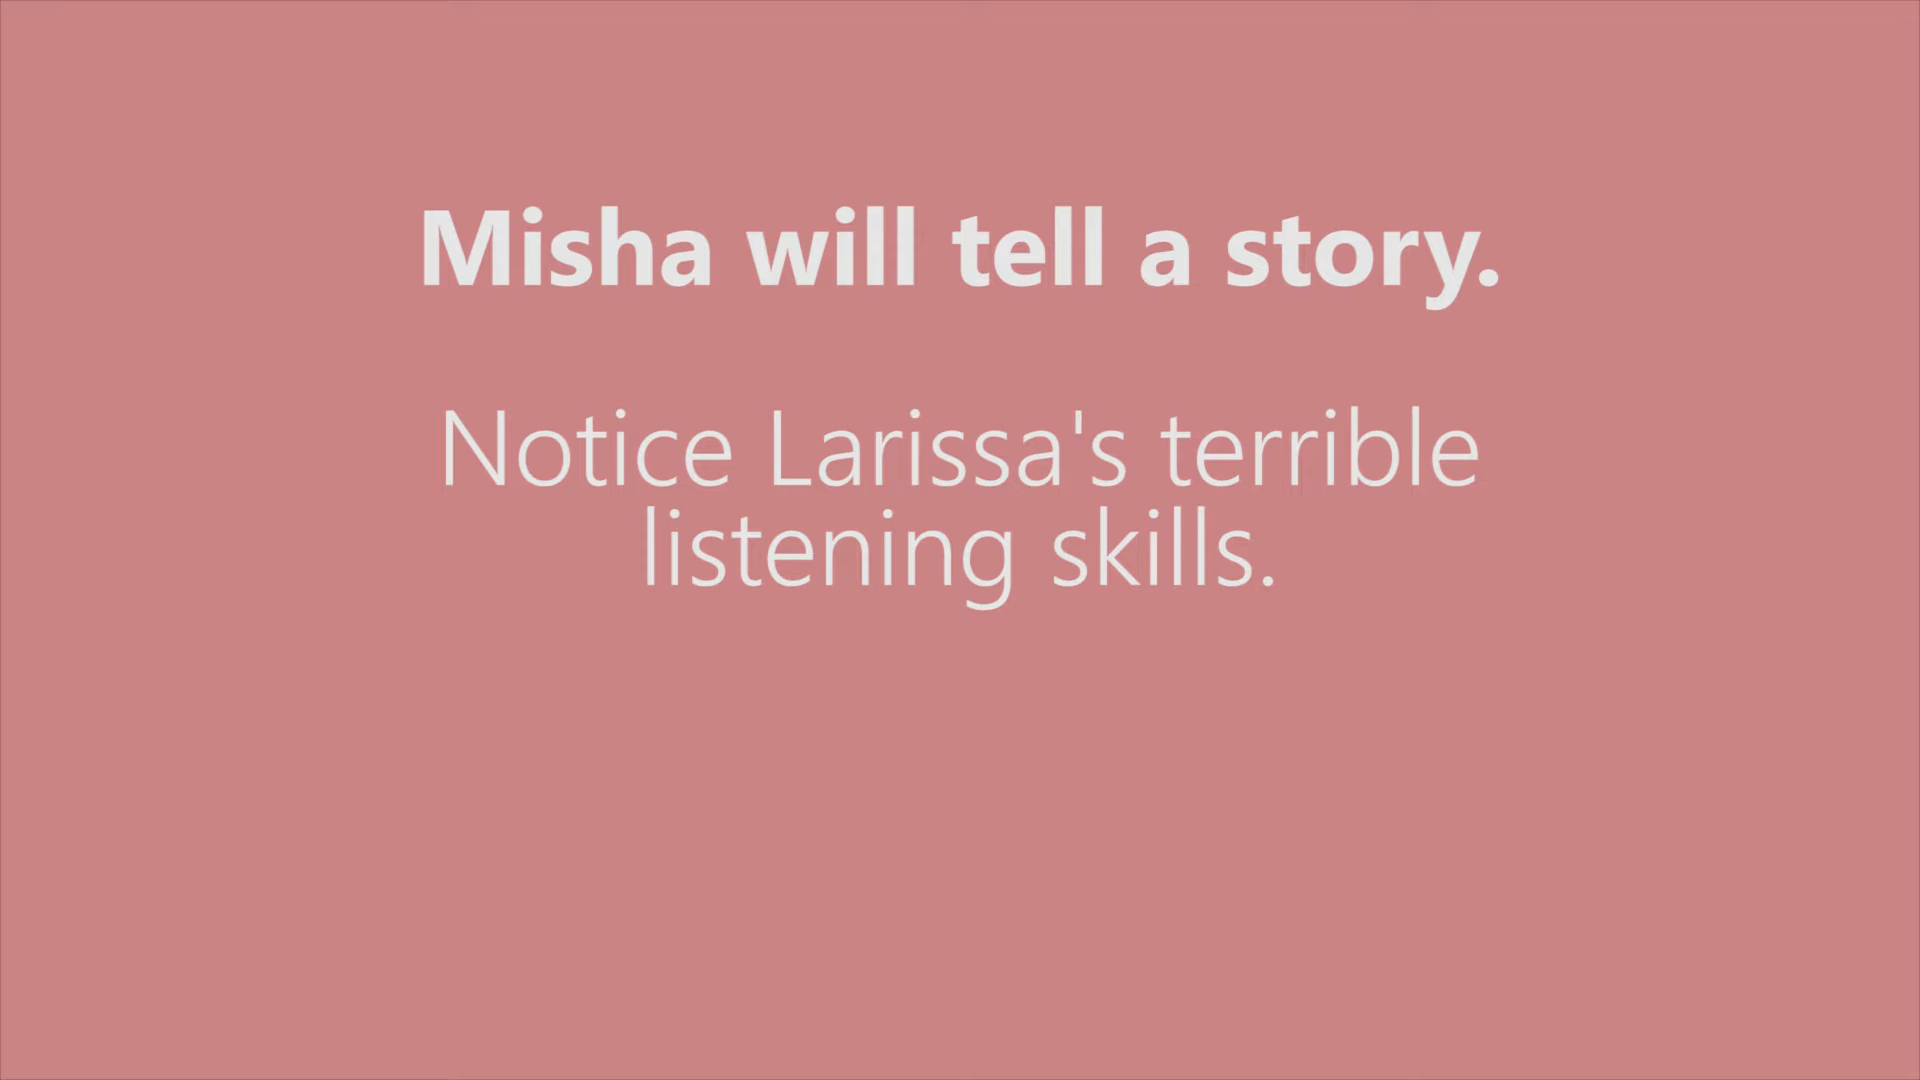 Misha will tell a story.
Notice Larissa's terrible
listening skills.